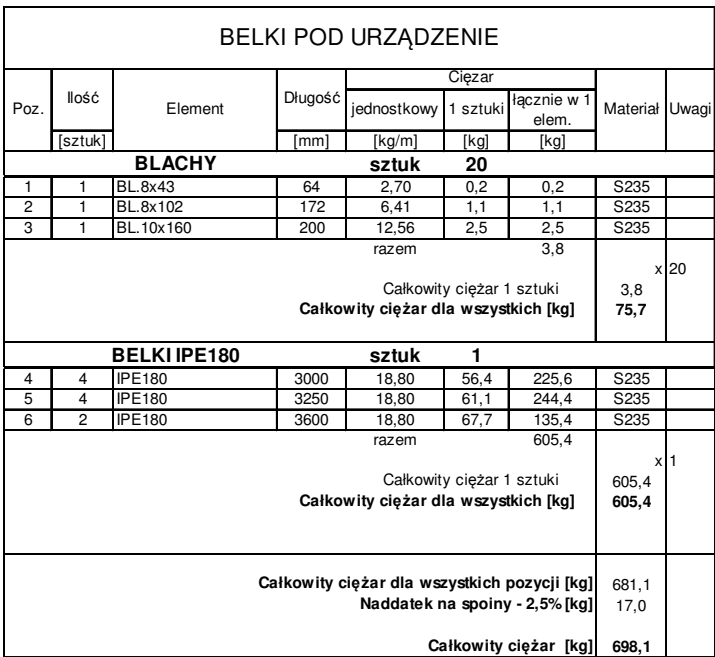 BELKI POD URZĄDZENIE
Poz. Ilość Element Długość Ciężar Materiał Uwagi
jednostkowy 1 sztuki łącznie w 1 elem.
[sztuk] [mm] [kg/m] [kg] [kg]
BLACHY sztuk 20
1 1 BL.8x43 64 2,70 0,2 0,2 S235
2 1 BL.8x102 172 6,41 1,1 1,1 S235
3 1 BL.10x160 200 12,56 2,5 2,5 S235
razem 3,8
x 20
Całkowity ciężar 1 sztuki 3,8
Całkowity ciężar dla wszystkich [kg] 75,7
BELKI IPE180 sztuk 1
4 4 IPE180 3000 18,80 56,4 225,6 S235
5 4 IPE180 3250 18,80 61,1 244,4 S235
6 2 IPE180 3600 18,80 67,7 135,4 S235
razem 605,4
x 1
Całkowity ciężar 1 sztuki 605,4
Całkowity ciężar dla wszystkich [kg] 605,4
Całkowity ciężar dla wszystkich pozycji [kg] 681,1
Naddatek na spoiny - 2,5% [kg] 17,0
Całkowity ciężar [kg] 698,1